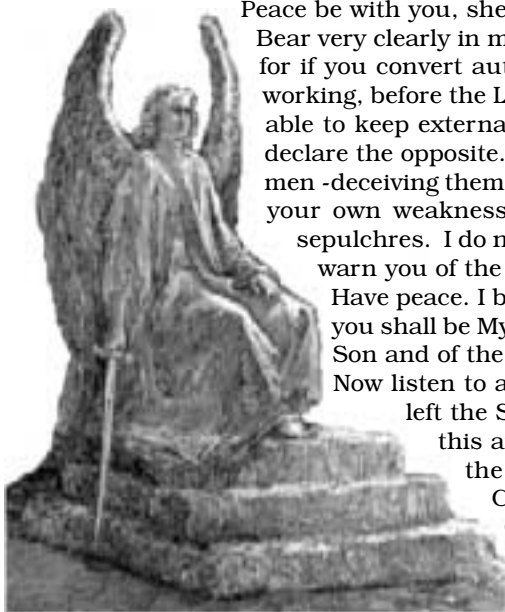 Peace be with you, she
Bear very clearly in m
for if you convert aut
working, before the L
able to keep externa
declare the opposite.
men -deceiving them
your own weakness
sepulchres. I do n
warn you of the
Have peace. I b
you shall be My
Son and of the
Now listen to a
left the S
this a
the
C